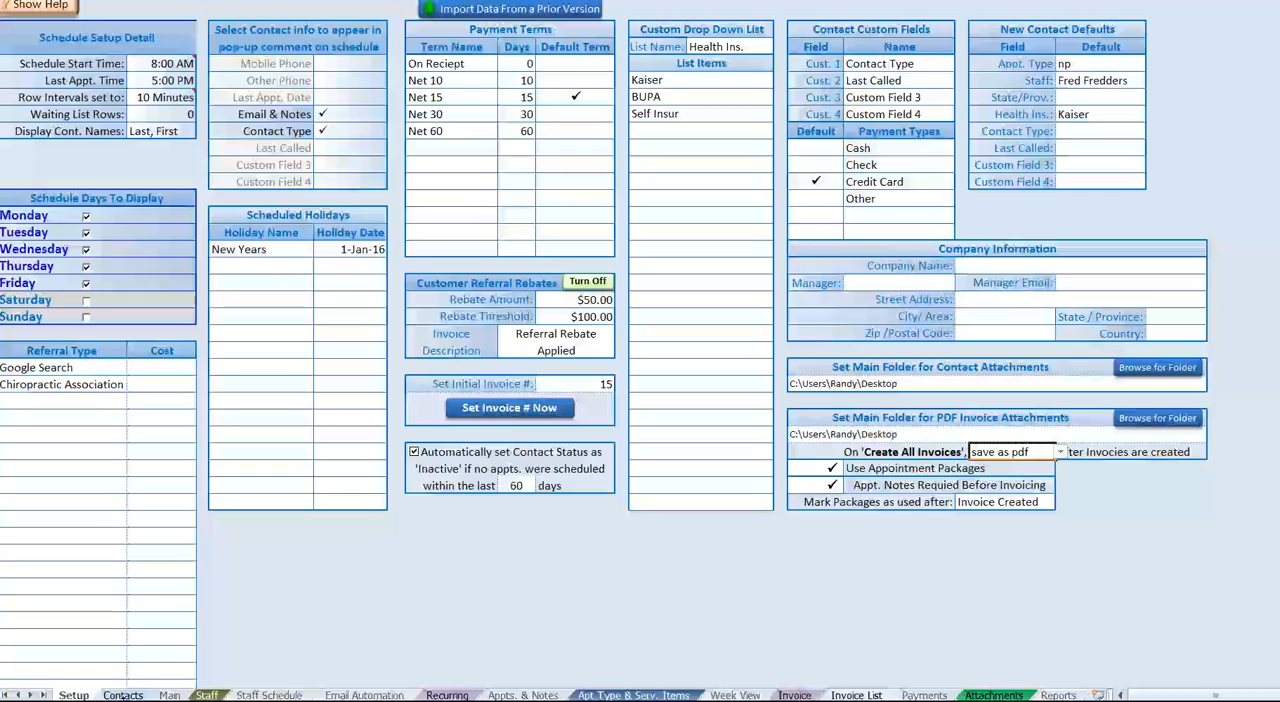 Show Help
Import Data From a Prior Version
Schedule Setup Detail
Schedule Start Time: 8:00 AM
Last Appt. Time 5:00 PM
Row Intervals set to: 10 Minutes
Waiting List Rows: 0
Display Cont. Names: Last, First
Schedule Days To Display
Monday
Tuesday
Wednesday
Thursday
Friday
Saturday
Sunday
Referral Type Cost
Google Search
Chiropractic Association
Select Contact info to appear in
pop-up comment on schedule
Mobile Phone
Other Phone
Last Appt. Date
Email & Notes ✓
Contact Type ✓
Last Called
Custom Field 3
Custom Field 4
Scheduled Holidays
Holiday Name Holiday Date
New Years 1-Jan-16
Payment Terms
Term Name Days Default Term
On Reciept 0
Net 10 10
Net 15 15 ✓
Net 30 30
Net 60 60
Customer Referral Rebates Turn Off
Rebate Amount: $50.00
Rebate Threshold: $100.00
Invoice Description Referral Rebate
Applied
Set Initial Invoice #: 15
Set Invoice # Now
Automatically set Contact Status as
'Inactive' if no appts. were scheduled
within the last 60 days
Custom Drop Down List
List Name: Health Ins.
List Items
Kaiser
BUPA
Self Insur
Contact Custom Fields
Field Name
Cust. 1 Contact Type
Cust. 2 Last Called
Cust. 3 Custom Field 3
Cust. 4 Custom Field 4
Default Payment Types
Cash
Check
✓ Credit Card
Other
New Contact Defaults
Field Default
Appt. Type np
Staff: Fred Fredders
State/Prov.:
Health Ins.: Kaiser
Contact Type:
Last Called:
Custom Field 3:
Custom Field 4:
Company Information
Company Name:
Manager: Manager Email:
Street Address:
City/ Area: State / Province:
Zip /Postal Code: Country:
Set Main Folder for Contact Attachments Browse for Folder
C:\Users\Randy\Desktop
Set Main Folder for PDF Invoice Attachments Browse for Folder
C:\Users\Randy\Desktop
On 'Create All Invoices', save as pdf ter Invocies are created
✓ Use Appointment Packages
✓ Appt. Notes Requied Before Invoicing
Mark Packages as used after: Invoice Created
Setup Contacts Main Staff Staff Schedule Email Automation Recurring Appts. & Notes Apt Type & Serv. Items Week View Invoice Invoice List Payments Attachments Reports